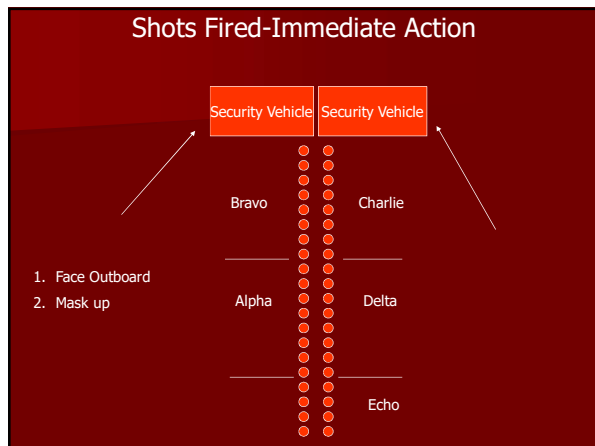 Shots Fired-Immediate Action
Security Vehicle
Security Vehicle
Bravo
Charlie
1. Face Outboard
2. Mask up
Alpha
Delta
Echo